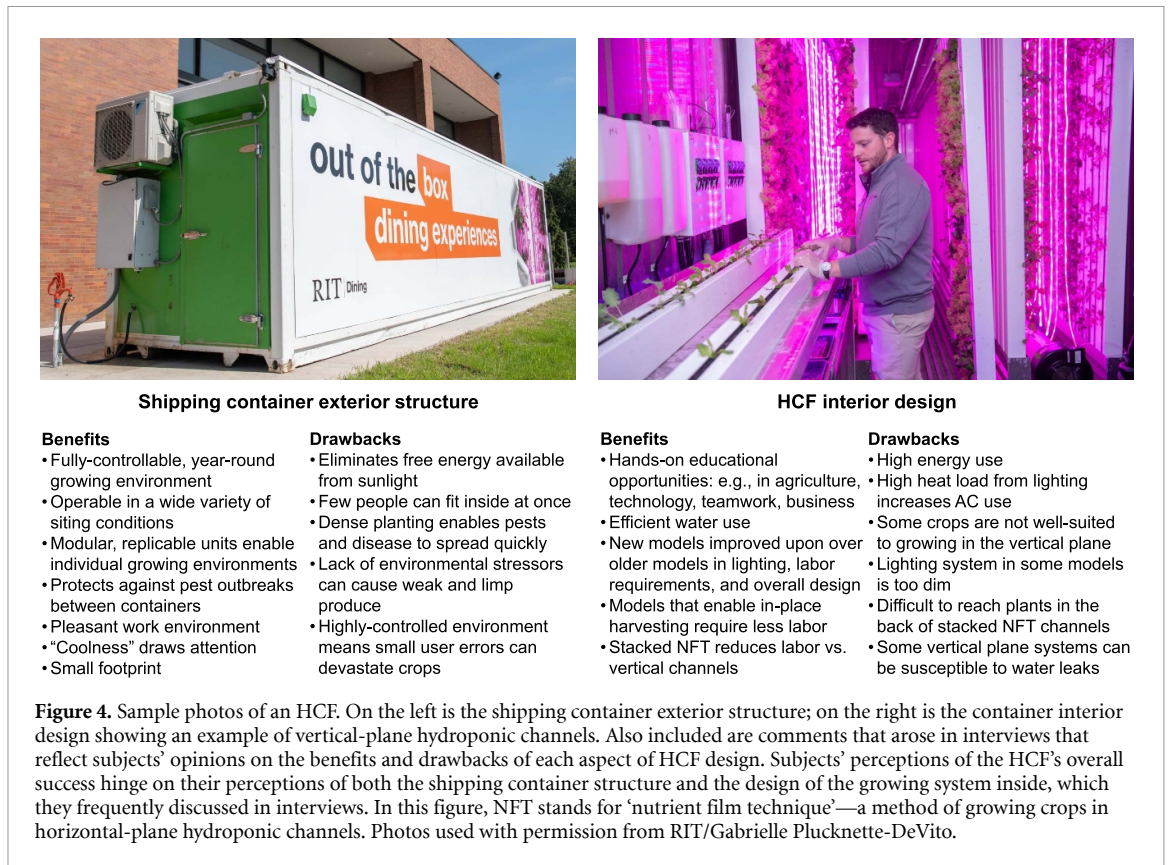 out of the box
dining experiences
RIT Dining
Shipping container exterior structure
Benefits
• Fully-controllable, year-round
growing environment
• Operable in a wide variety of
siting conditions
• Modular, replicable units enable
individual growing environments
• Protects against pest outbreaks
between containers
• Pleasant work environment
• “Coolness” draws attention
• Small footprint
Drawbacks
• Eliminates free energy available
from sunlight
• Few people can fit inside at once
• Dense planting enables pests
and disease to spread quickly
• Lack of environmental stressors
can cause weak and limp
produce
• Highly-controlled environment
means small user errors can
devastate crops
HCF interior design
Benefits
• Hands-on educational
opportunities: e.g., in agriculture,
technology, teamwork, business
• Efficient water use
• New models improved upon over
older models in lighting, labor
requirements, and overall design
• Models that enable in-place
harvesting require less labor
• Stacked NFT reduces labor vs.
vertical channels
Drawbacks
• High energy use
• High heat load from lighting
increases AC use
• Some crops are not well-suited
to growing in the vertical plane
• Lighting system in some models
is too dim
• Difficult to reach plants in the
back of stacked NFT channels
• Some vertical plane systems can
be susceptible to water leaks
Figure 4. Sample photos of an HCF. On the left is the shipping container exterior structure; on the right is the container interior
design showing an example of vertical-plane hydroponic channels. Also included are comments that arose in interviews that
reflect subjects’ opinions on the benefits and drawbacks of each aspect of HCF design. Subjects’ perceptions of the HCF’s overall
success hinge on their perceptions of both the shipping container structure and the design of the growing system inside, which
they frequently discussed in interviews. In this figure, NFT stands for ‘nutrient film technique’—a method of growing crops in
horizontal-plane hydroponic channels. Photos used with permission from RIT/Gabrielle Plucknette-DeVito.